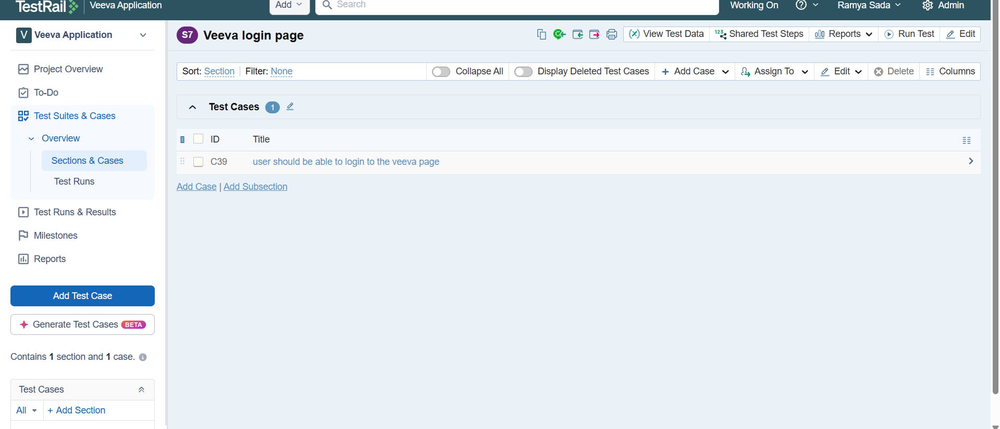 TestRail Veeva Application Add Search Working On Ramya Sada Admin
V Veeva Application
S7 Veeva login page View Test Data 123 Shared Test Steps Reports Run Test Edit
Project Overview
To-Do
Test Suites & Cases
Overview
Sections & Cases
Test Runs
Test Runs & Results
Milestones
Reports
Add Test Case
Generate Test Cases BETA
Contains 1 section and 1 case.
Test Cases
All + Add Section
Sort: Section Filter: None Collapse All Display Deleted Test Cases + Add Case Assign To Edit Delete Columns
Test Cases 1
ID Title
C39 user should be able to login to the veeva page
Add Case | Add Subsection